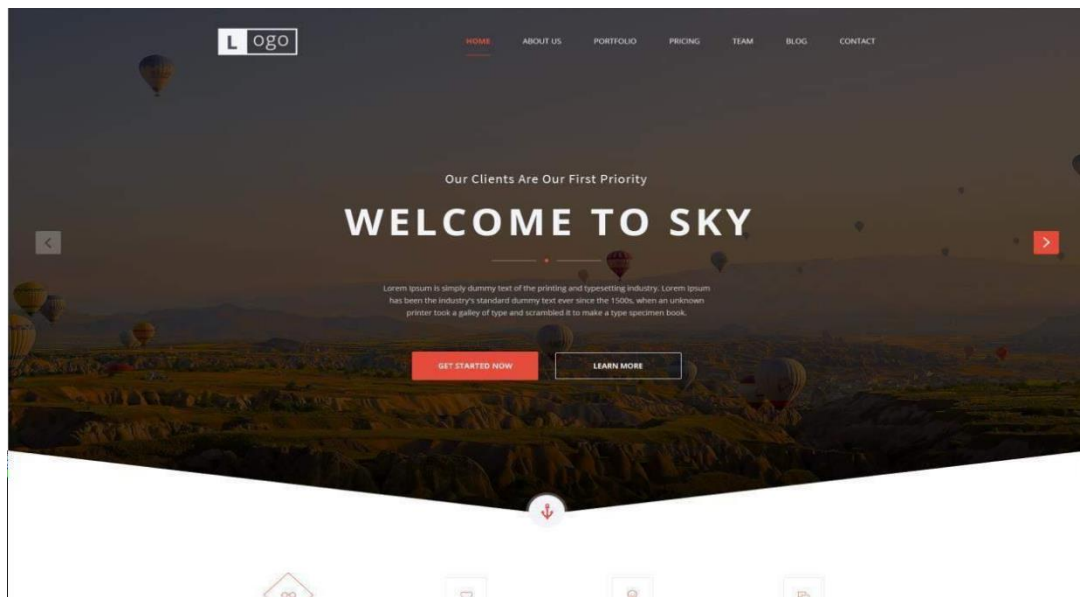 L ogo
HOME ABOUT US PORTFOLIO PRICING TEAM BLOG CONTACT
Our Clients Are Our First Priority
WELCOME TO SKY
Lorem Ipsum is simply dummy text of the printing and typesetting industry. Lorem Ipsum
has been the industry's standard dummy text ever since the 1500s, when an unknown
printer took a galley of type and scrambled it to make a type specimen book.
GET STARTED NOW LEARN MORE